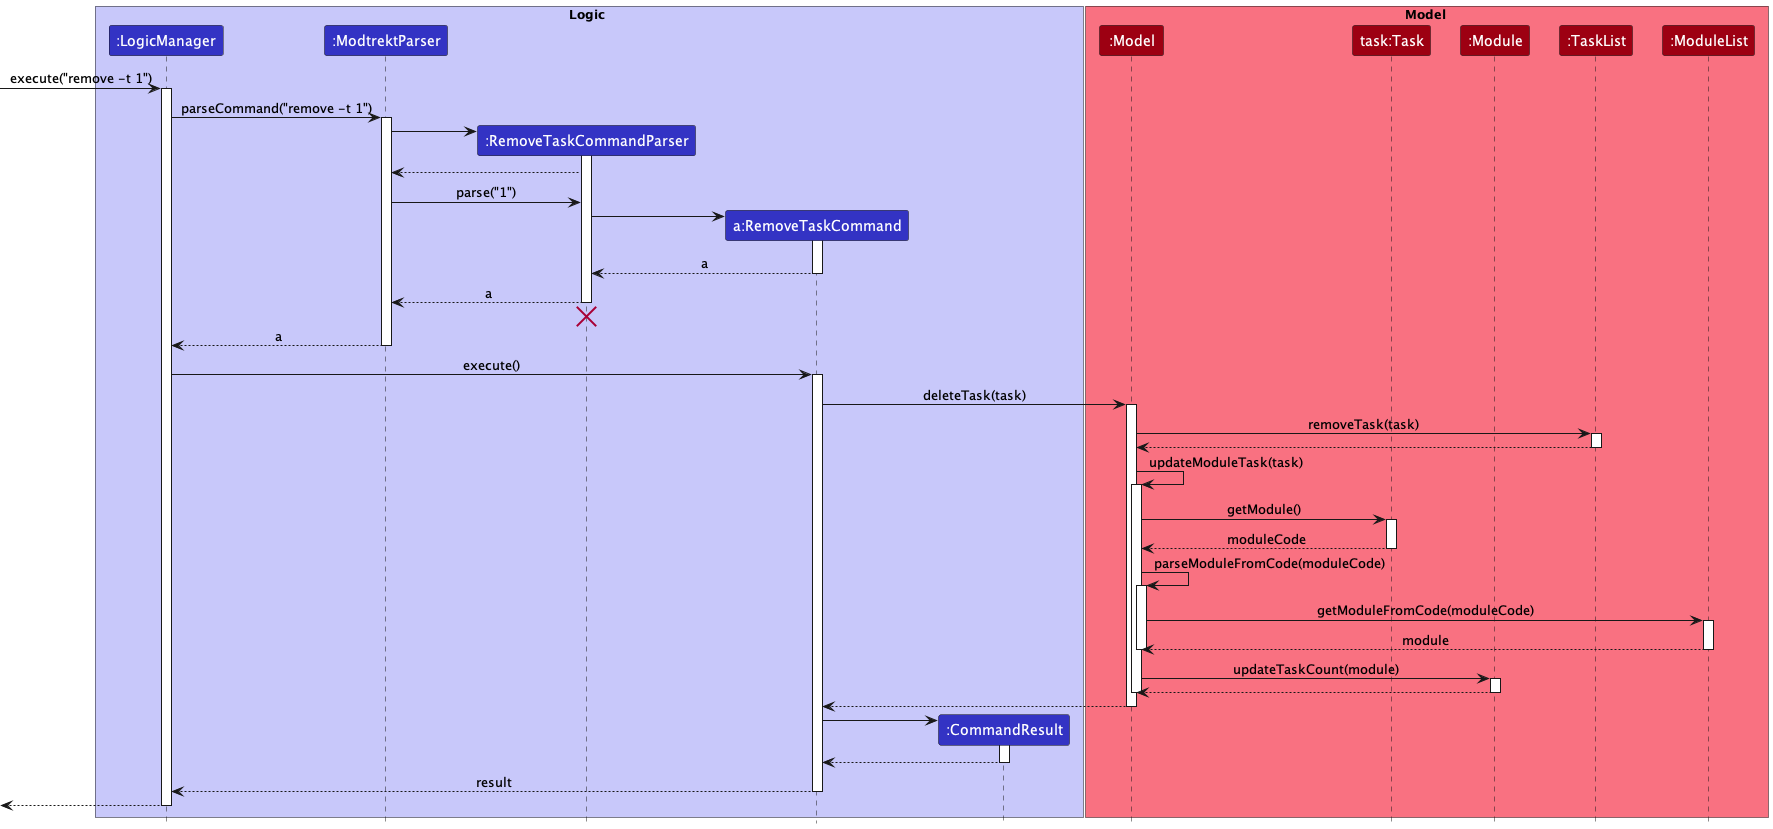 Logic
Model
:LogicManager
:ModtrektParser
:Model
task:Task
:Module
:TaskList
:ModuleList
execute("remove -t 1")
parseCommand("remove -t 1")
:RemoveTaskCommandParser
parse("1")
a:RemoveTaskCommand
a
a
a
execute()
deleteTask(task)
removeTask(task)
updateModuleTask(task)
getModule()
moduleCode
parseModuleFromCode(moduleCode)
getModuleFromCode(moduleCode)
module
updateTaskCount(module)
:CommandResult
result